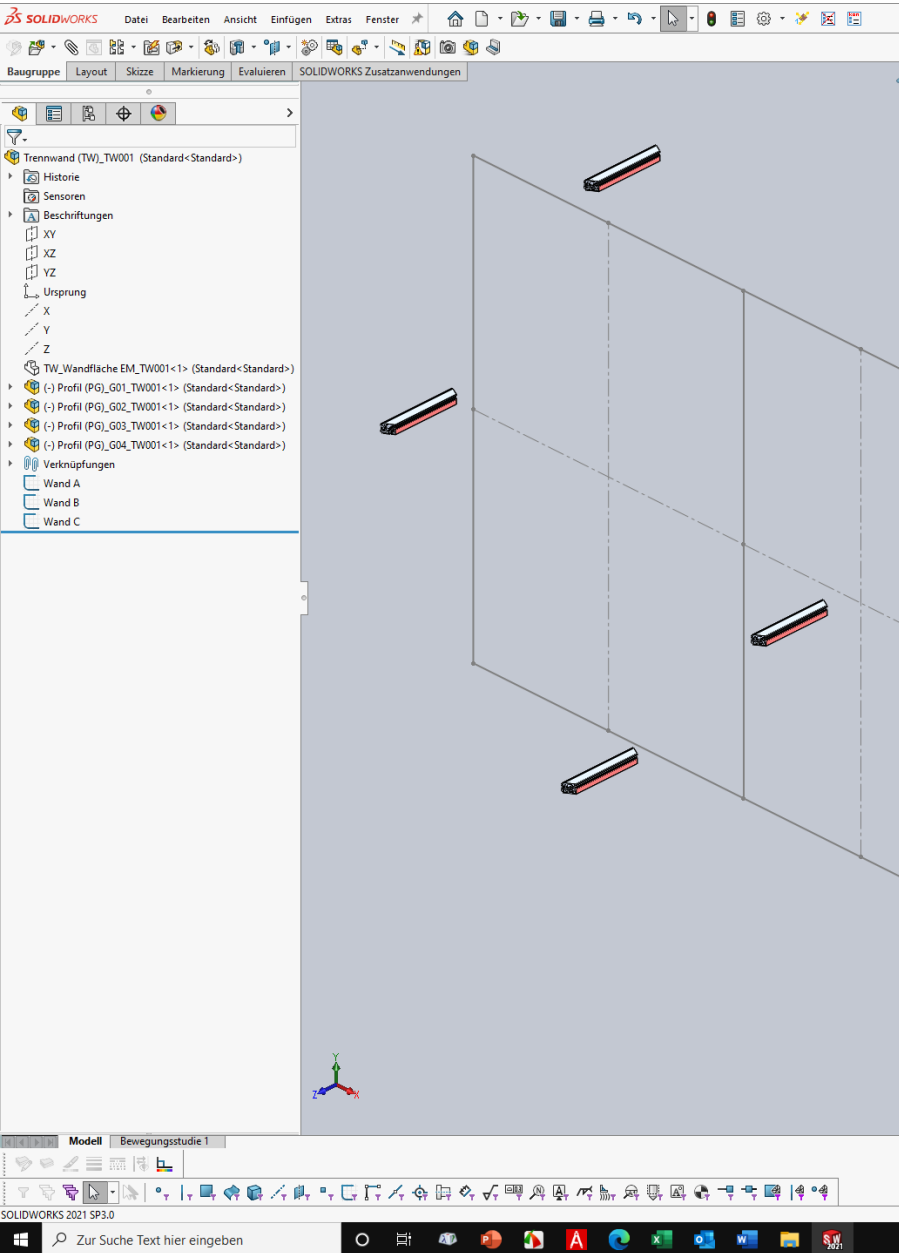 SOLIDWORKS Datei Bearbeiten Ansicht Einfügen Extras Fenster
Baugruppe Layout Skizze Markierung Evaluieren SOLIDWORKS Zusatzanwendungen
Trennwand (TW)_TW001 (Standard<Standard>)
Historie
Sensoren
Beschriftungen
XY
XZ
YZ
Ursprung
X
Y
Z
TW_Wandfläche EM_TW001<1> (Standard<Standard>)
(-) Profil (PG)_G01_TW001<1> (Standard<Standard>)
(-) Profil (PG)_G02_TW001<1> (Standard<Standard>)
(-) Profil (PG)_G03_TW001<1> (Standard<Standard>)
(-) Profil (PG)_G04_TW001<1> (Standard<Standard>)
Verknüpfungen
Wand A
Wand B
Wand C
Y
Z X
Modell Bewegungsstudie 1
SOLIDWORKS 2021 SP3.0
Zur Suche Text hier eingeben